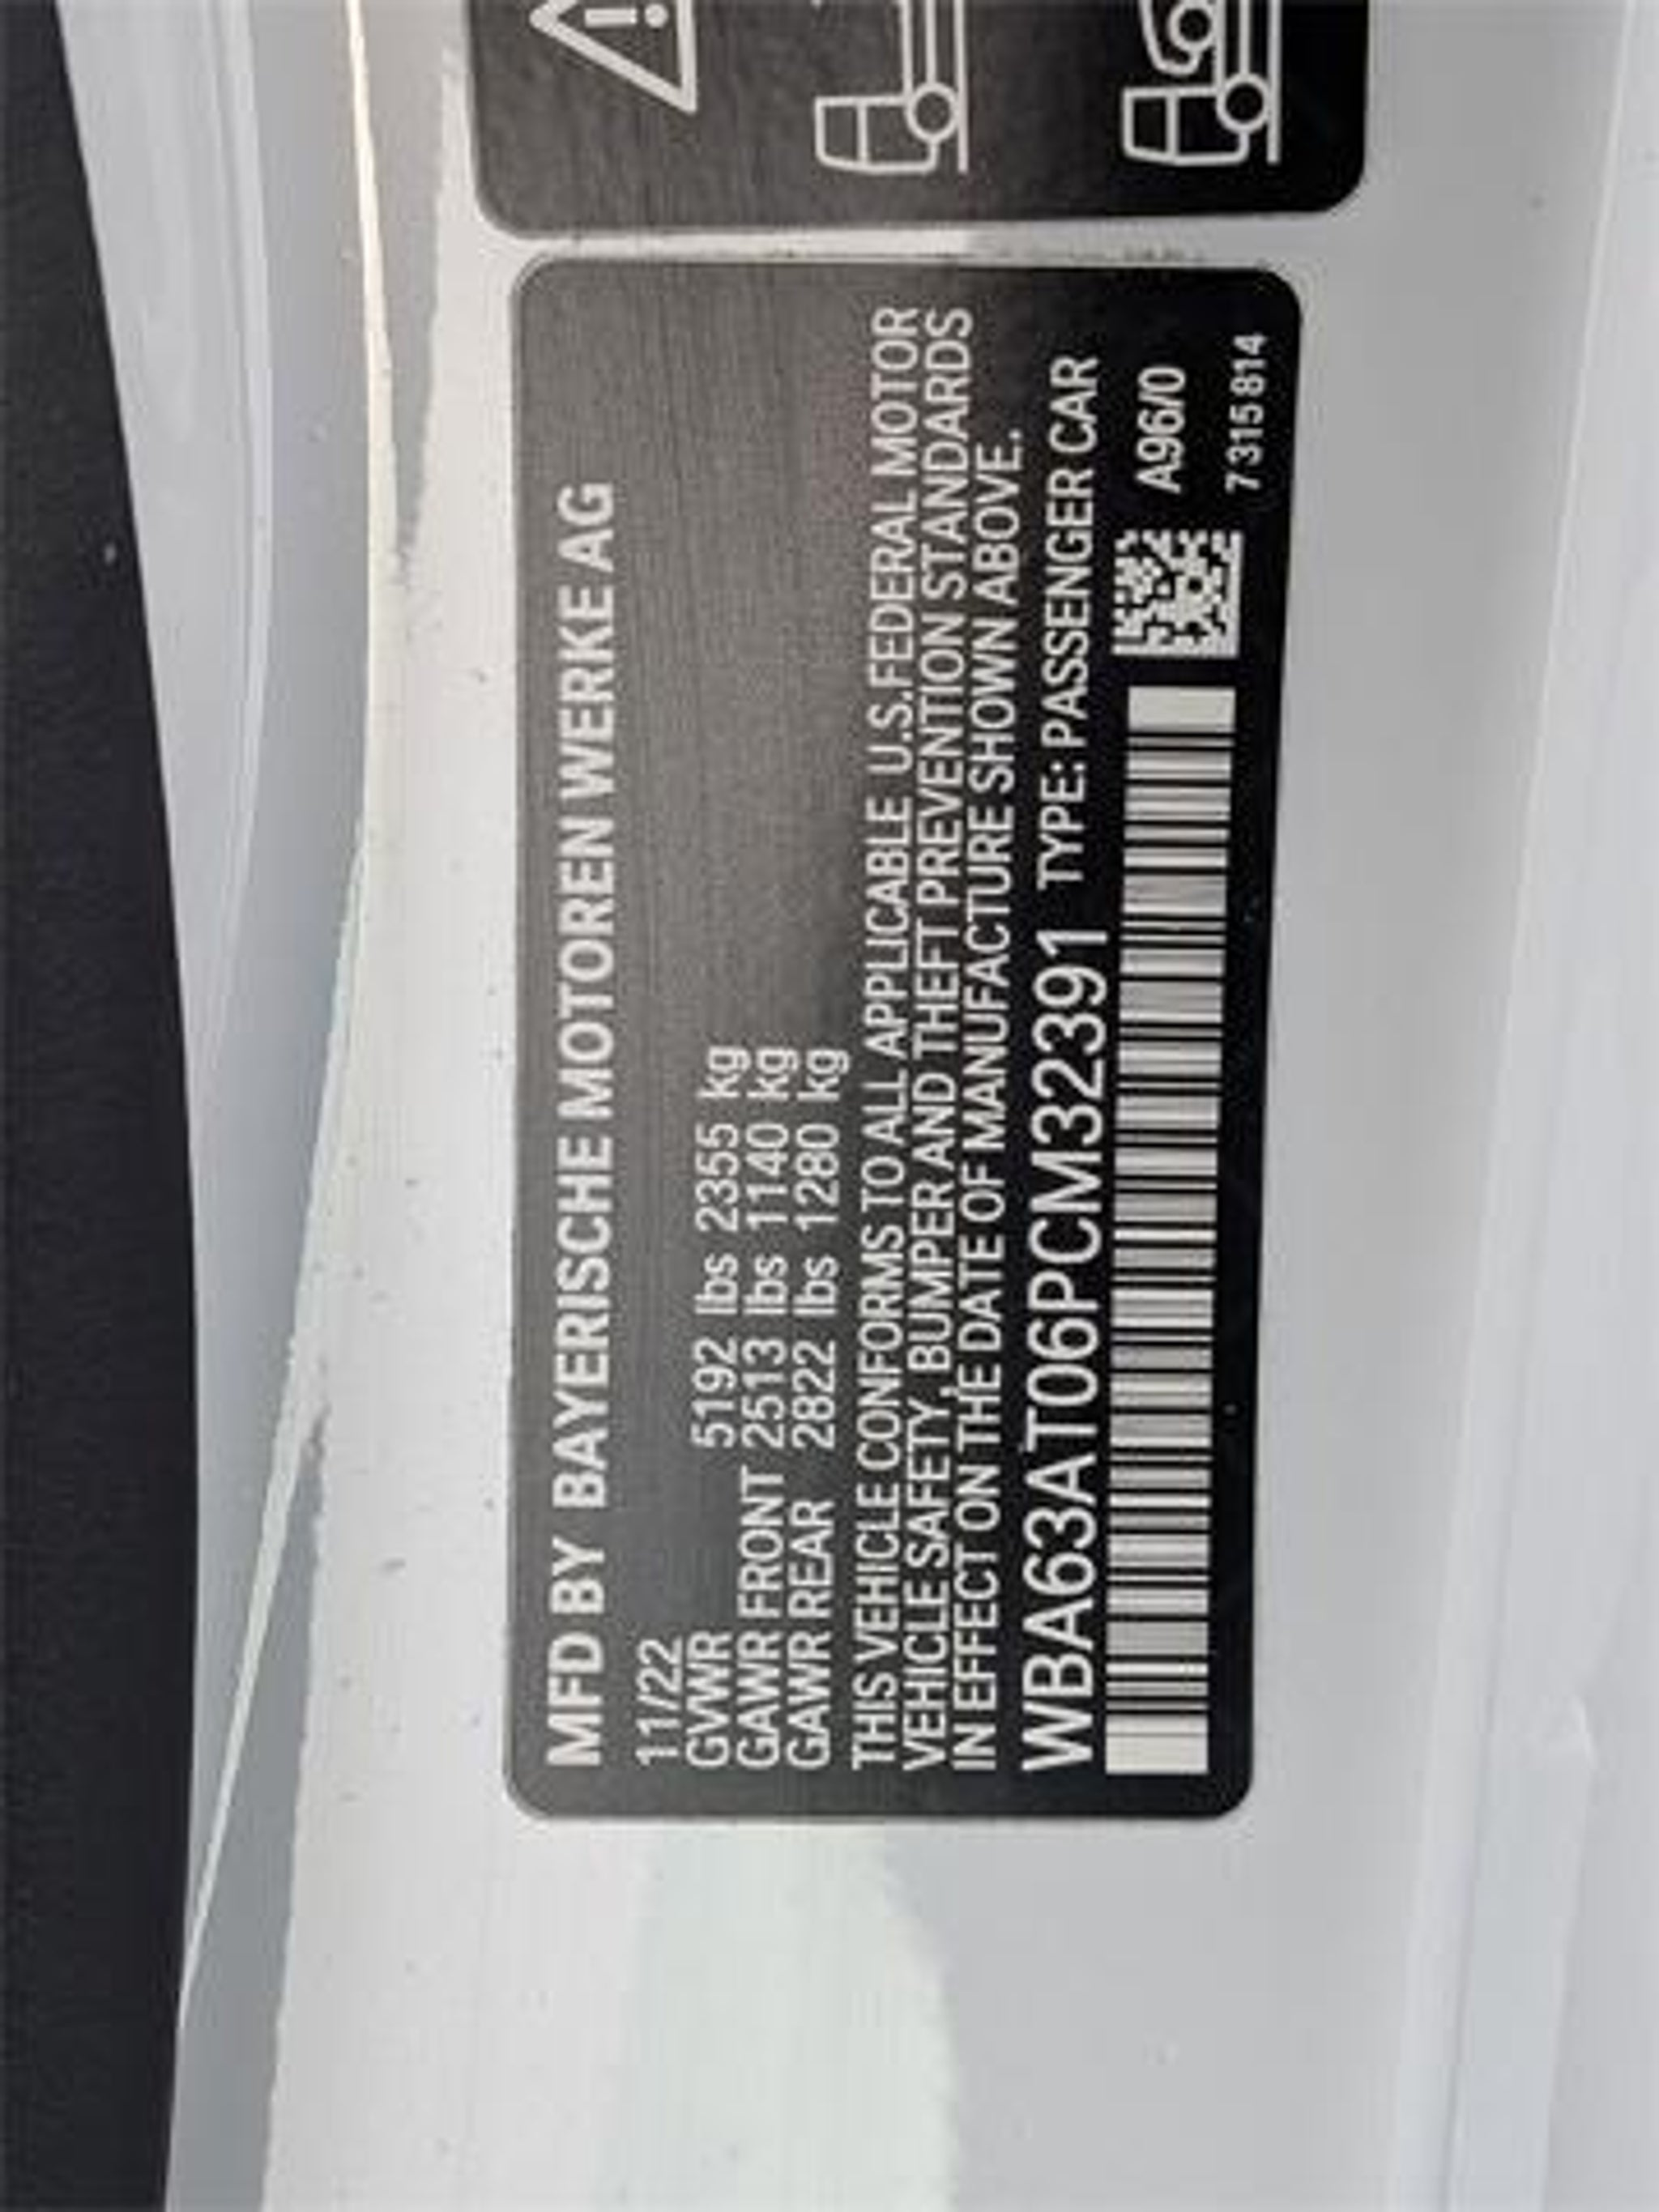 MFD BY BAYERISCHE MOTOREN WERKE AG
11/22
GVWR 5192 lbs 2355 kg
GAWR FRONT 2513 lbs 1140 kg
GAWR REAR 2822 lbs 1280 kg
THIS VEHICLE CONFORMS TO ALL APPLICABLE U.S.FEDERAL MOTOR
VEHICLE SAFETY, BUMPER AND THEFT PREVENTION STANDARDS
IN EFFECT ON THE DATE OF MANUFACTURE SHOWN ABOVE.
WBA63AT06PCM32391 TYPE: PASSENGER CAR
A96/0
7 315 814